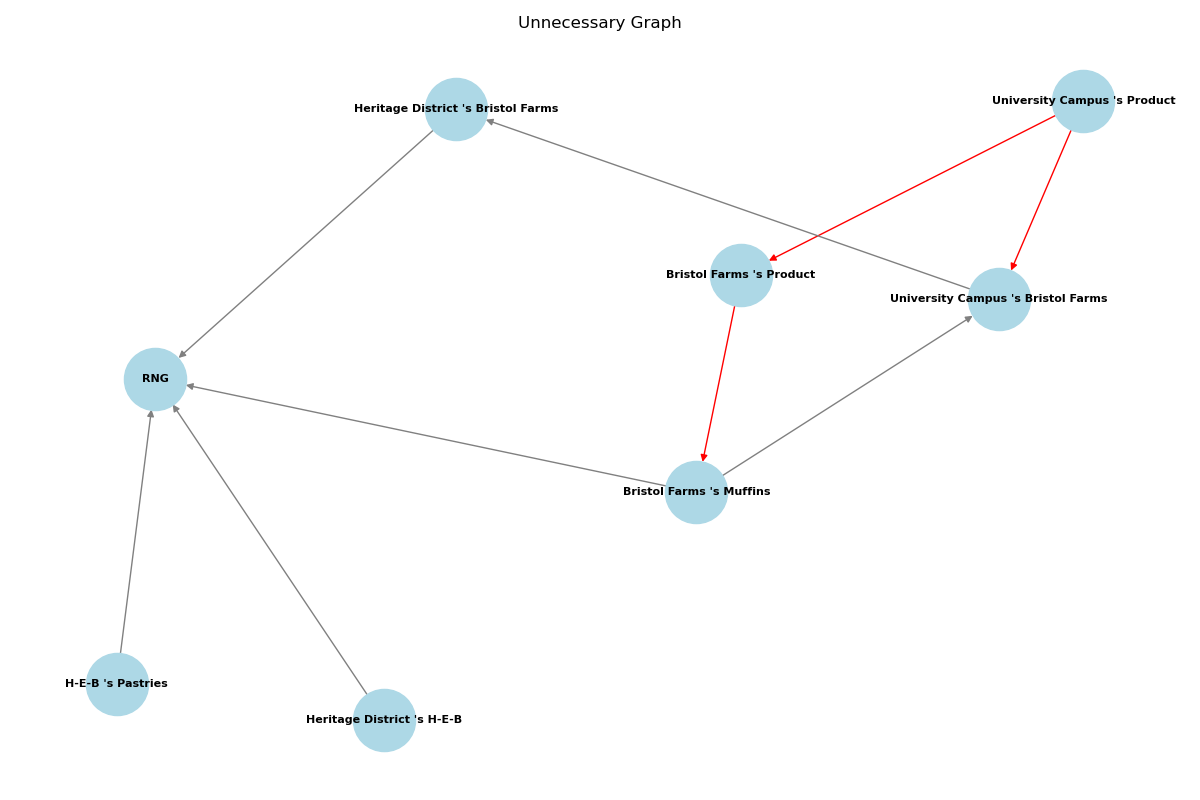 Unnecessary Graph
University Campus 's Product
Heritage District 's Bristol Farms
Bristol Farms 's Product
University Campus 's Bristol Farms
RNG
Bristol Farms 's Muffins
H-E-B 's Pastries
Heritage District 's H-E-B